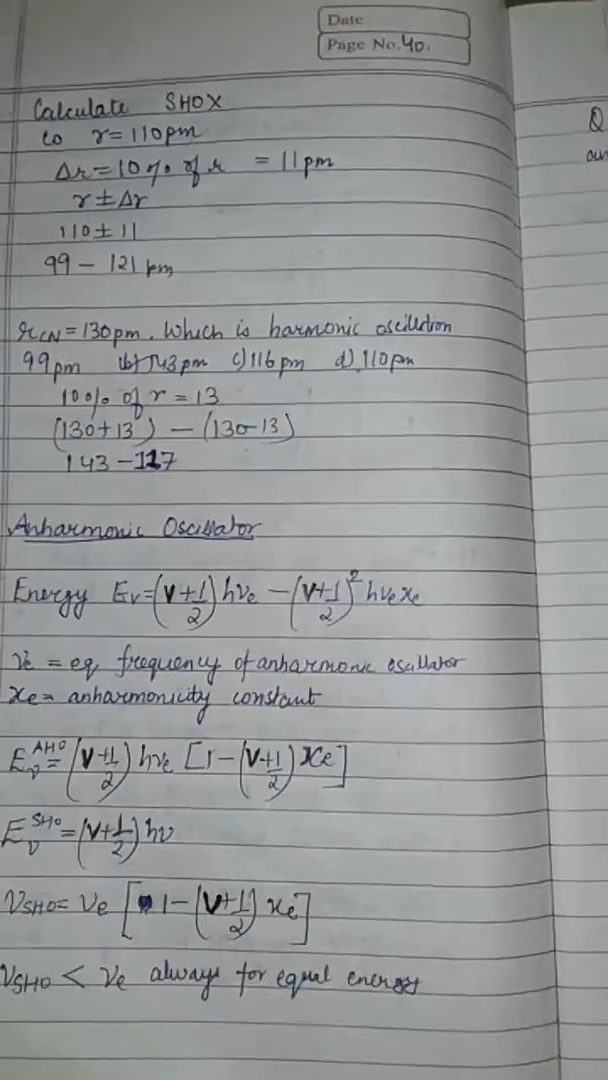 Date
Page No. 40.
Calculate SHOX
CO r = 110pm
Δr = 10% of r = 11pm
r ± Δr
110 ± 11
99 - 121 pm
Q
an
rCN = 130pm. Which is harmonic oscilletion
99pm b) 143pm c) 116pm d) 110pm
10% of r = 13
(130+13) - (130-13)
143 - 117
Anharmonic Oscillator
Energy Ev = (V+1/2) hνe - (V+1/2)² hνe xe
νe = eq frequency of anharmonic oscillator
xe = anharmonicity constant
Eν^AHO = (V+1/2) hνe [1 - (V+1/2) xe]
Eν^SHO = (V+1/2) hν
νSHO = νe [1 - (V+1/2) xe]
νSHO < νe always for equal energy